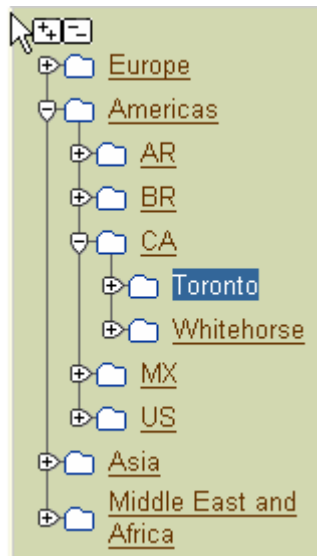 Europe
Americas
AR
BR
CA
Toronto
Whitehorse
MX
US
Asia
Middle East and
Africa